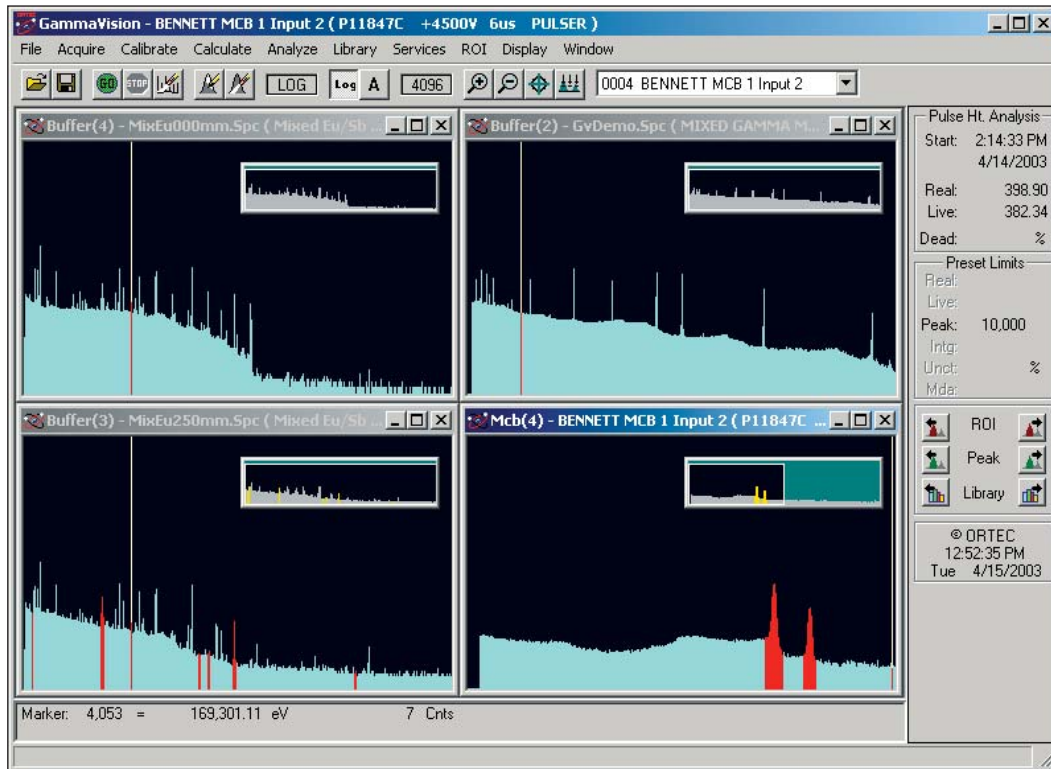 GammaVision - BENNETT MCB 1 Input 2 ( P11847C +4500V 6us PULSER )
File Acquire Calibrate Calculate Analyze Library Services ROI Display Window
GO STOP LOG Log A 4096 0004 BENNETT MCB 1 Input 2
Buffer(4) - MixEu000mm.Spc ( Mixed Eu/Sb ...
Buffer(2) - GvDemo.Spc ( MIXED GAMMA M...
Buffer(3) - MixEu250mm.Spc ( Mixed Eu/Sb ...
Mcb(4) - BENNETT MCB 1 Input 2 ( P11847C ...
Pulse Ht. Analysis
Start: 2:14:33 PM
4/14/2003
Real: 398.90
Live: 382.34
Dead: %
Preset Limits
Real:
Live:
Peak: 10,000
Intg:
Unct: %
Mda:
ROI
Peak
Library
© ORTEC
12:52:35 PM
Tue 4/15/2003
Marker: 4,053 = 169,301.11 eV 7 Cnts